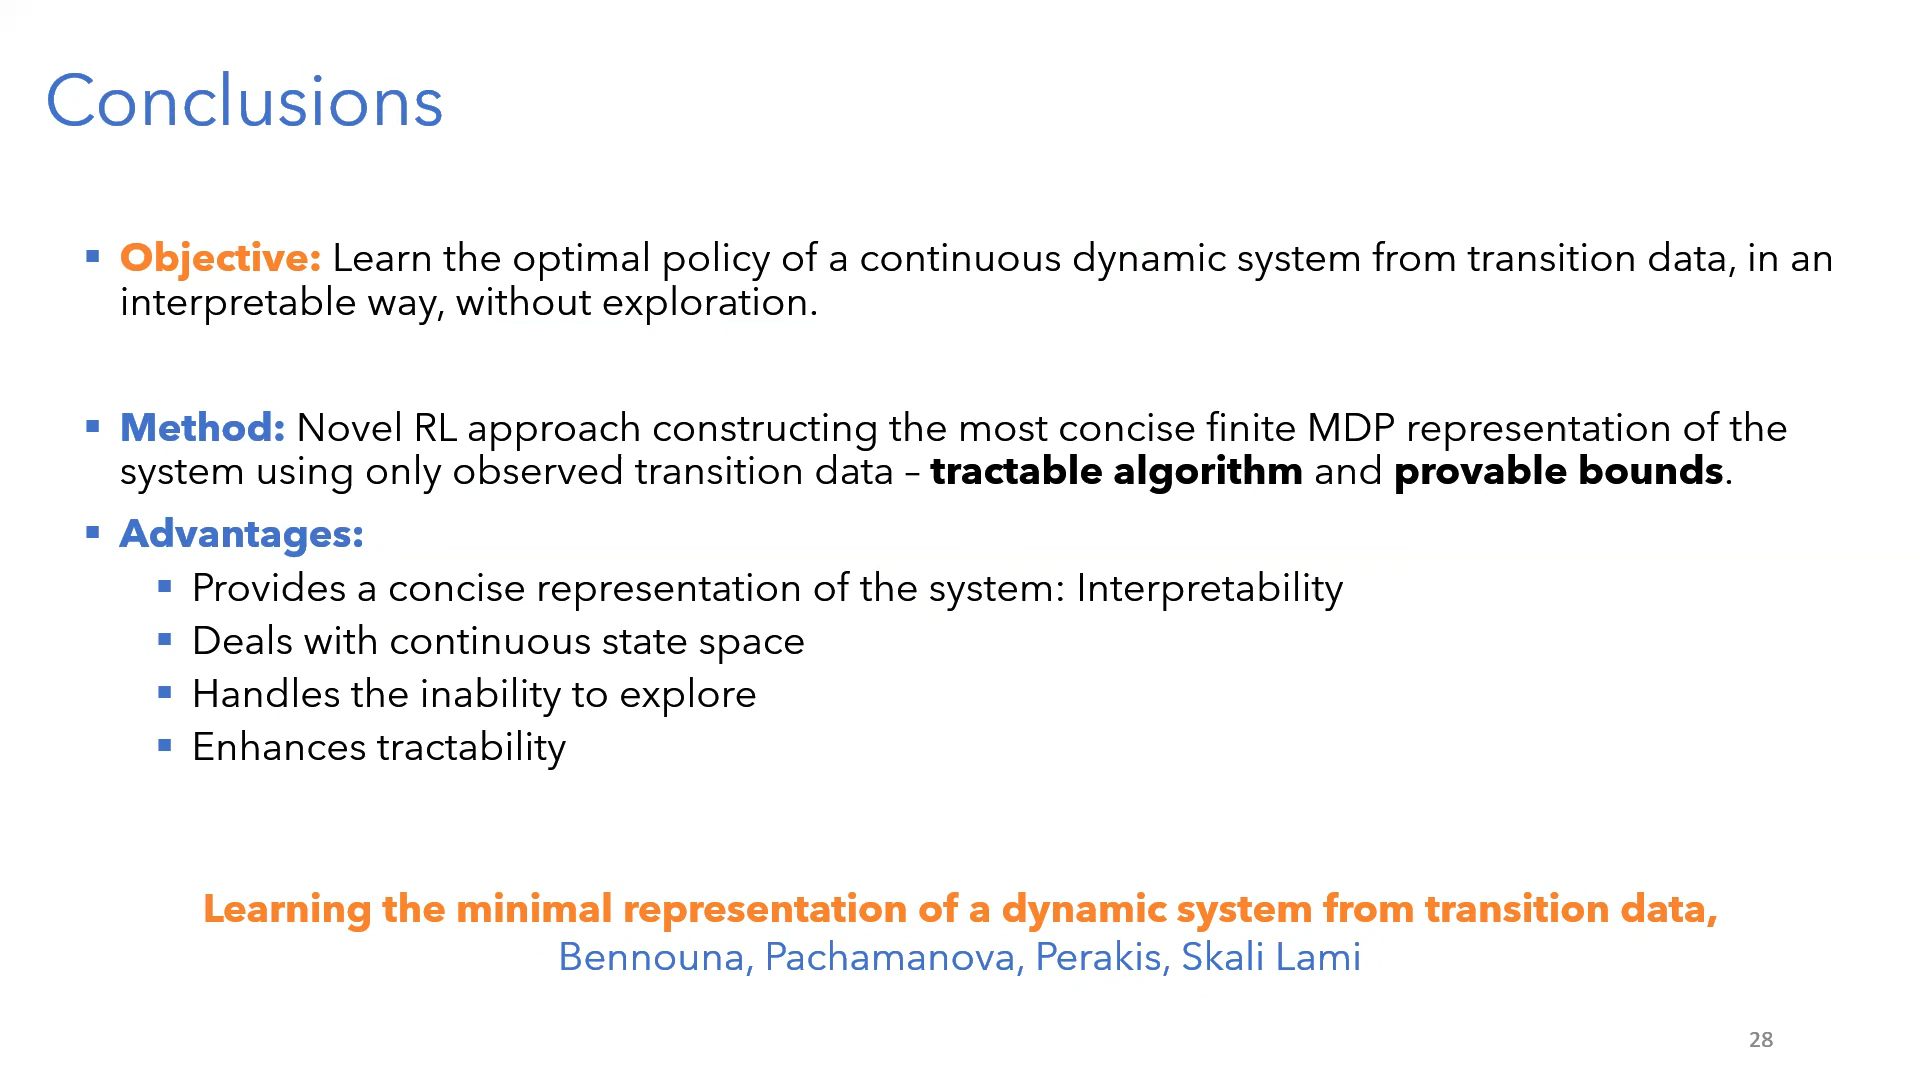 Conclusions
▪ Objective: Learn the optimal policy of a continuous dynamic system from transition data, in an
interpretable way, without exploration.
▪ Method: Novel RL approach constructing the most concise finite MDP representation of the
system using only observed transition data – tractable algorithm and provable bounds.
▪ Advantages:
▪ Provides a concise representation of the system: Interpretability
▪ Deals with continuous state space
▪ Handles the inability to explore
▪ Enhances tractability
Learning the minimal representation of a dynamic system from transition data,
Bennouna, Pachamanova, Perakis, Skali Lami
28